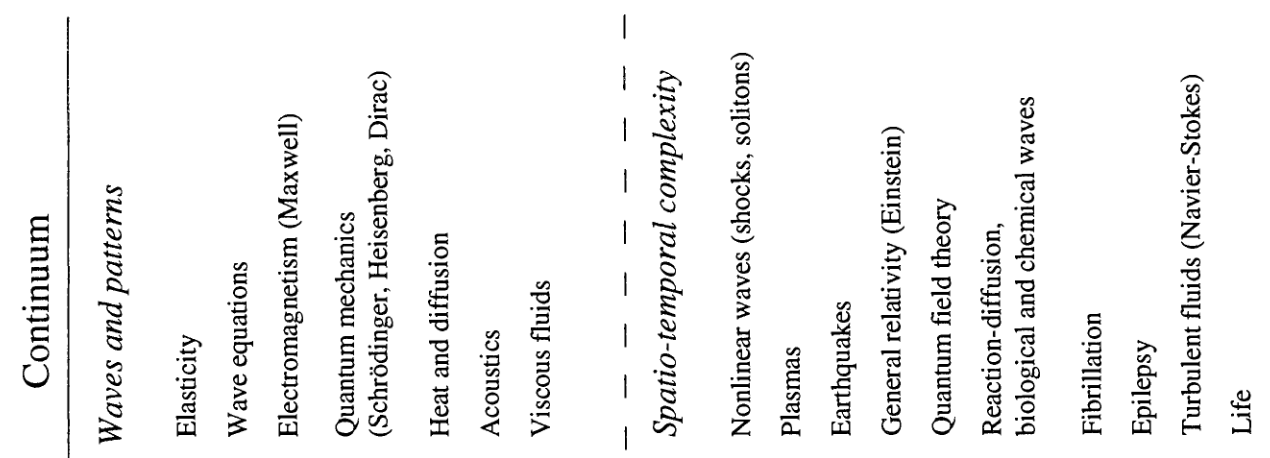 Continuum
Waves and patterns
Elasticity
Wave equations
Electromagnetism (Maxwell)
Quantum mechanics
(Schrödinger, Heisenberg, Dirac)
Heat and diffusion
Acoustics
Viscous fluids
Spatio-temporal complexity
Nonlinear waves (shocks, solitons)
Plasmas
Earthquakes
General relativity (Einstein)
Quantum field theory
Reaction-diffusion,
biological and chemical waves
Fibrillation
Epilepsy
Turbulent fluids (Navier-Stokes)
Life